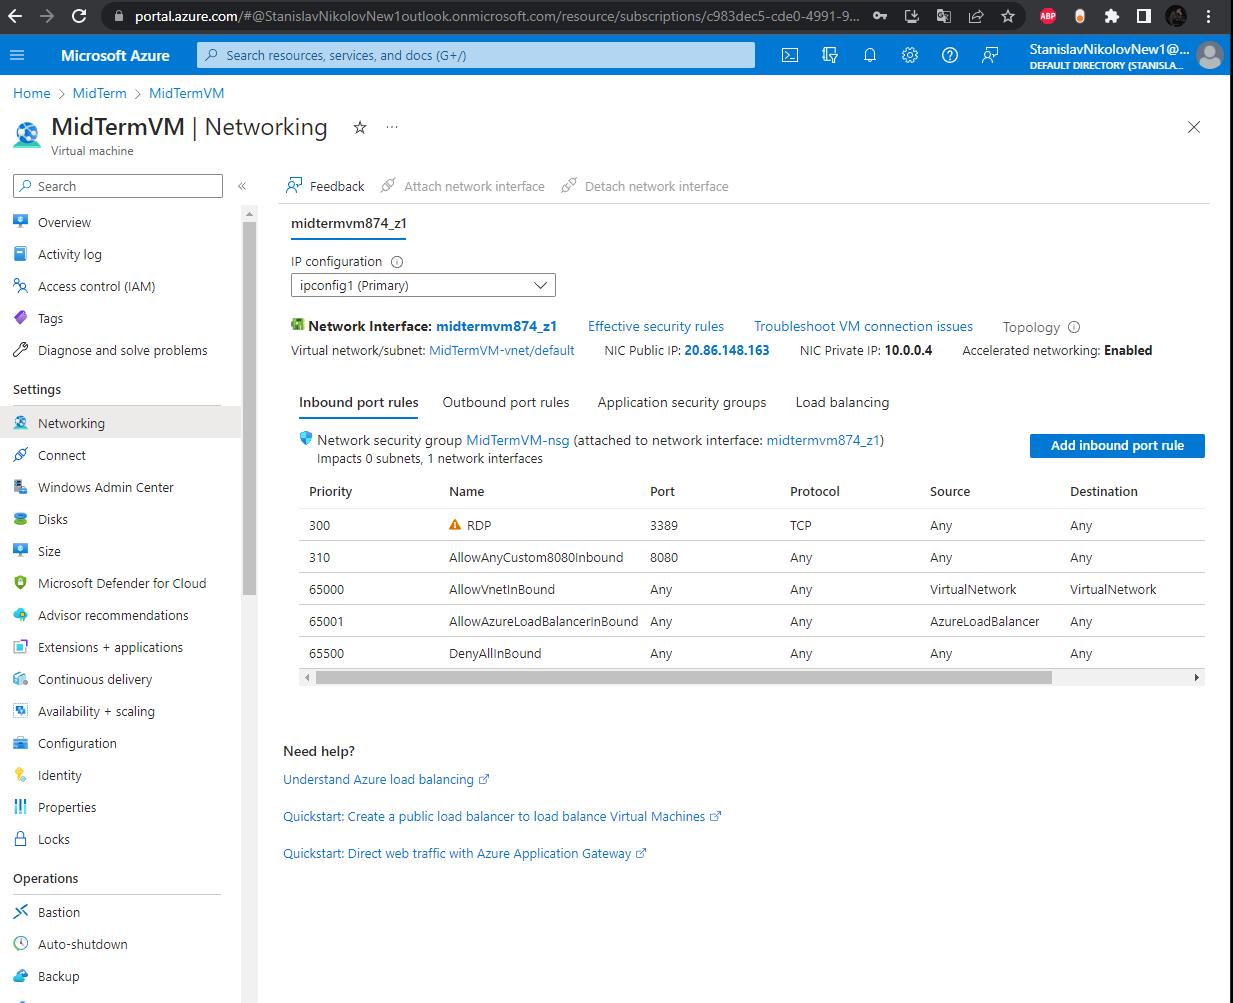 portal.azure.com/#@StanislavNikolovNew1outlook.onmicrosoft.com/resource/subscriptions/c983dec5-cde0-4991-9...
ABP
Microsoft Azure
Search resources, services, and docs (G+/)
StanislavNikolovNew1@...
DEFAULT DIRECTORY (STANISLA...
Home > MidTerm > MidTermVM
MidTermVM | Networking
Virtual machine
Search
Overview
Activity log
Access control (IAM)
Tags
Diagnose and solve problems
Settings
Networking
Connect
Windows Admin Center
Disks
Size
Microsoft Defender for Cloud
Advisor recommendations
Extensions + applications
Continuous delivery
Availability + scaling
Configuration
Identity
Properties
Locks
Operations
Bastion
Auto-shutdown
Backup
Feedback Attach network interface Detach network interface
midtermvm874_z1
IP configuration
ipconfig1 (Primary)
Network Interface: midtermvm874_z1 Effective security rules Troubleshoot VM connection issues Topology
Virtual network/subnet: MidTermVM-vnet/default NIC Public IP: 20.86.148.163 NIC Private IP: 10.0.0.4 Accelerated networking: Enabled
Inbound port rules Outbound port rules Application security groups Load balancing
Network security group MidTermVM-nsg (attached to network interface: midtermvm874_z1)
Impacts 0 subnets, 1 network interfaces
Add inbound port rule
Priority Name Port Protocol Source Destination
300 RDP 3389 TCP Any Any
310 AllowAnyCustom8080Inbound 8080 Any Any Any
65000 AllowVnetInBound Any Any VirtualNetwork VirtualNetwork
65001 AllowAzureLoadBalancerInBound Any Any AzureLoadBalancer Any
65500 DenyAllInBound Any Any Any Any
Need help?
Understand Azure load balancing
Quickstart: Create a public load balancer to load balance Virtual Machines
Quickstart: Direct web traffic with Azure Application Gateway